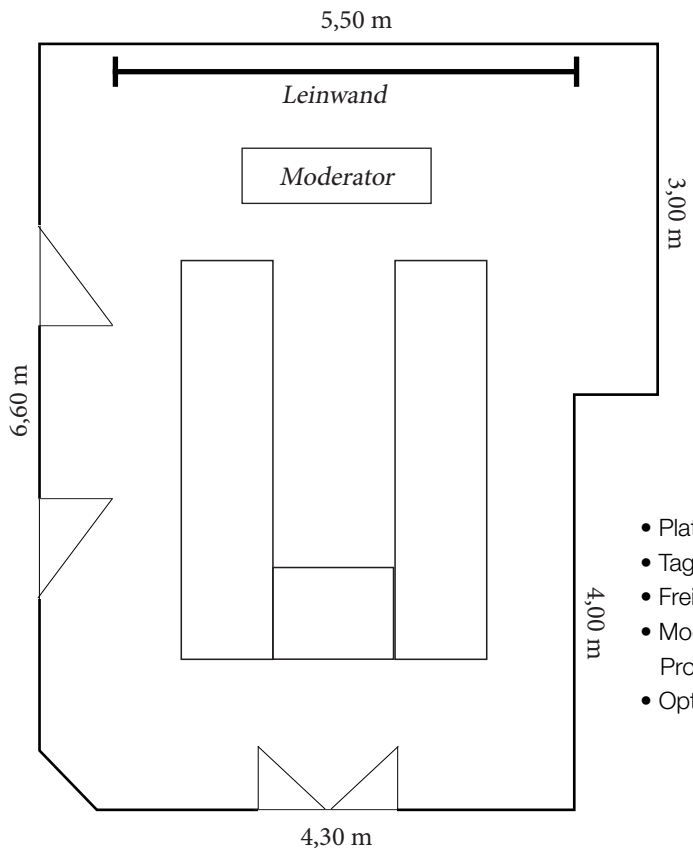 5,50 m
Leinwand
Moderator
3,00 m
6,60 m
4,00 m
• 
• 
• 
• 
• 
4,30 m